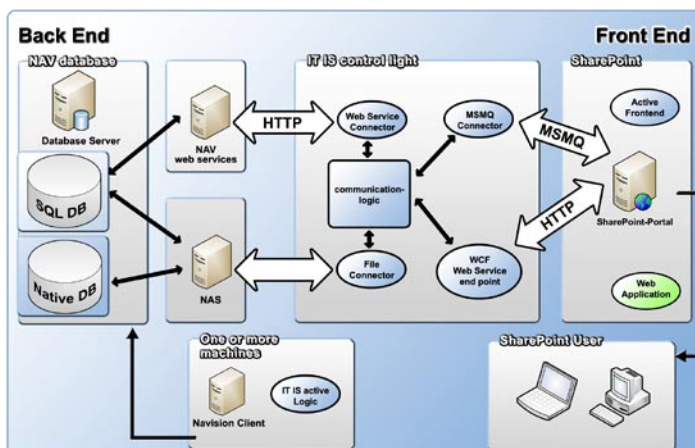 Back End
Front End
NAV database
IT IS control light
SharePoint
Database Server
NAV
web services
HTTP
Web Service
Connector
MSMQ
Connector
MSMQ
Active
Frontend
SQL DB
communication-
logic
HTTP
SharePoint-Portal
Native DB
NAS
File
Connector
WCF
Web Service
end point
Web
Application
One or more
machines
Navision Client
IT IS active
Logic
SharePoint User